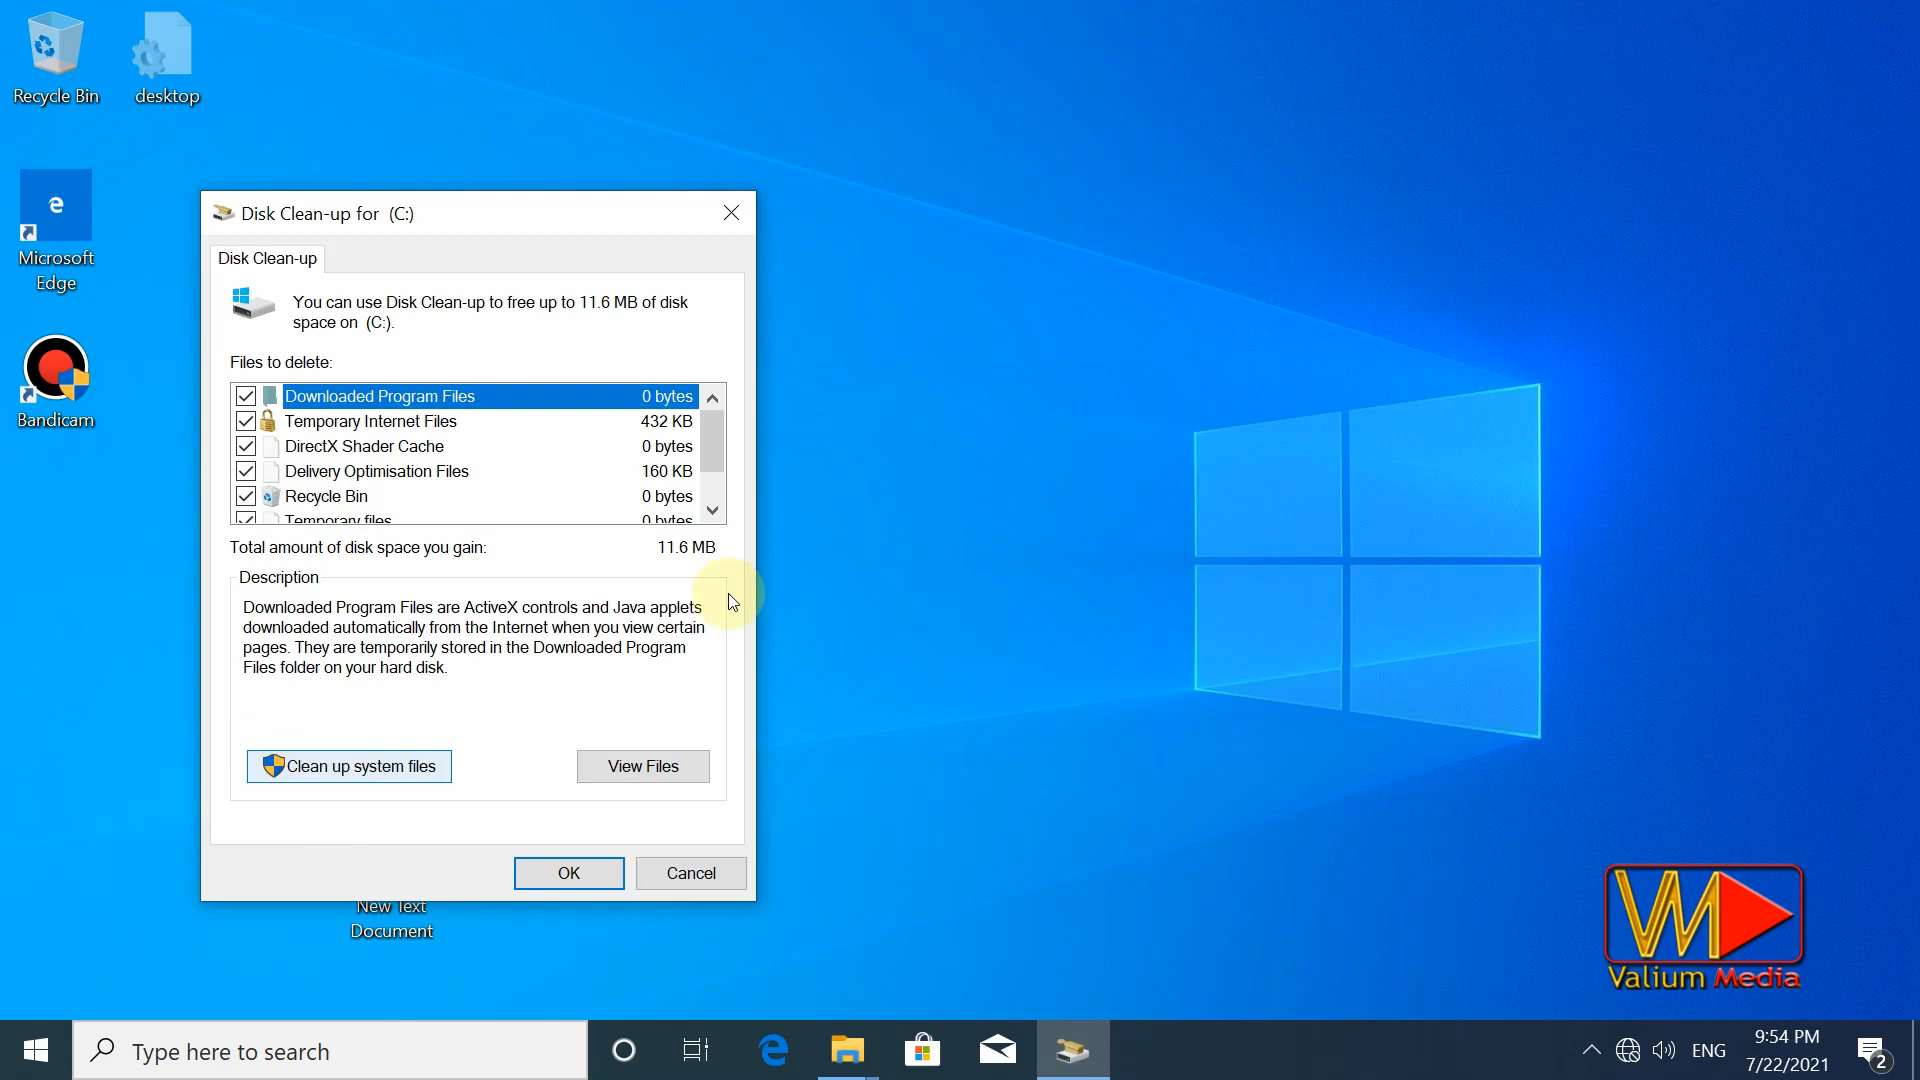 Recycle Bin
desktop
Microsoft
Edge
Bandicam
Disk Clean-up for (C:)
Disk Clean-up
You can use Disk Clean-up to free up to 11.6 MB of disk
space on (C:).
Files to delete:
Downloaded Program Files 0 bytes
Temporary Internet Files 432 KB
DirectX Shader Cache 0 bytes
Delivery Optimisation Files 160 KB
Recycle Bin 0 bytes
Temporary files 0 bytes
Total amount of disk space you gain: 11.6 MB
Description
Downloaded Program Files are ActiveX controls and Java applets
downloaded automatically from the Internet when you view certain
pages. They are temporarily stored in the Downloaded Program
Files folder on your hard disk.
Clean up system files
View Files
OK
Cancel
New Text
Document
VM
Valium Media
Type here to search
ENG
9:54 PM
7/22/2021
2